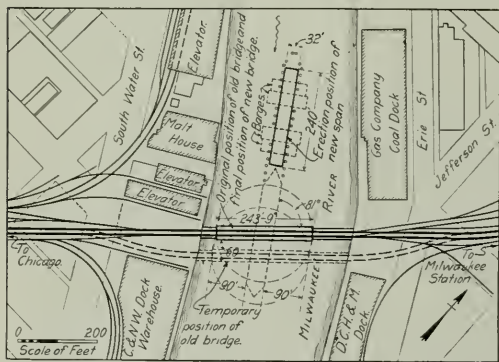 Elevator.
South Water St.
Malt
House
Elevator
Elevator
Original position of old bridge and
final position of new bridge.
Barges
32'
240'
Erection position of
new span
RIVER
MILWAUKEE
Gas Company
Coal Dock
Erie St
Jefferson St.
81°
243'-9"
60'
90'
90'
To
Chicago.
To
Milwaukee
Station
Temporary
position of
old bridge.
C.& N.W. Dock
Warehouse.
D.G.H.& M.
Dock.
0 200
Scale of Feet